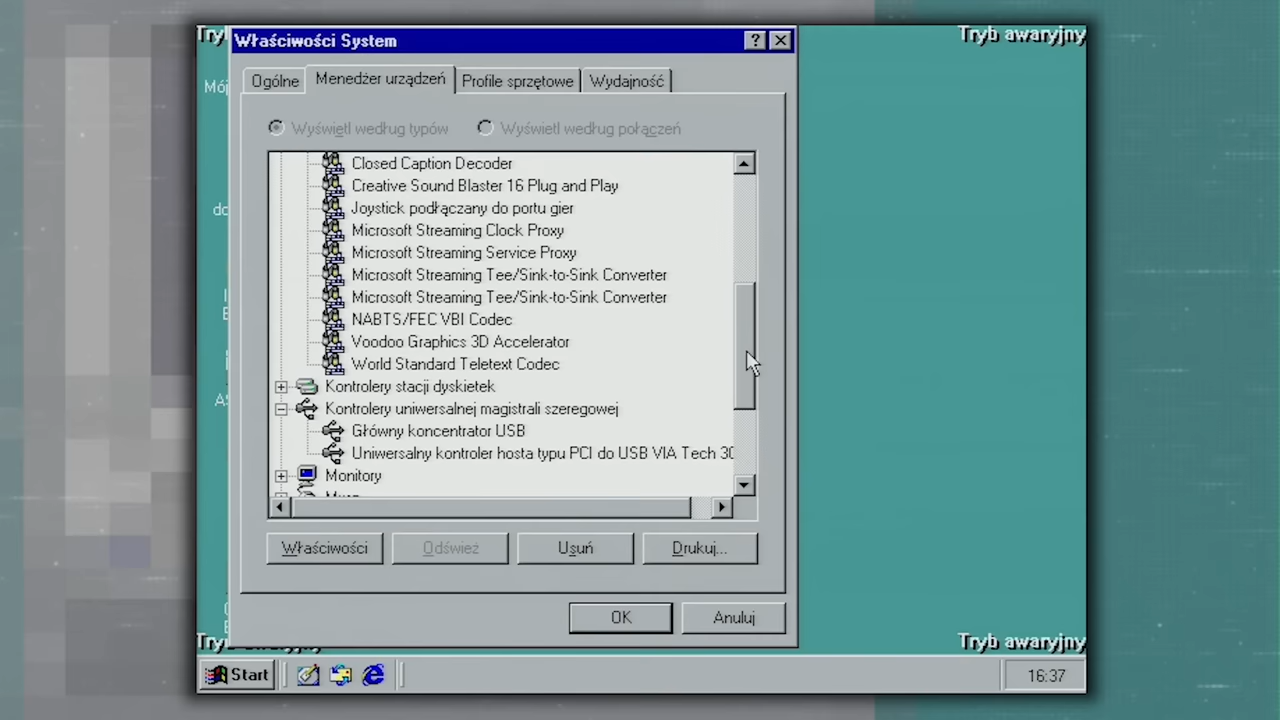 Tryb awaryjny
Właściwości System
Mój
Ogólne
Menedżer urządzeń
Profile sprzętowe
Wydajność
Wyświetl według typów
Wyświetl według połączeń
Closed Caption Decoder
Creative Sound Blaster 16 Plug and Play
Joystick podłączany do portu gier
Microsoft Streaming Clock Proxy
Microsoft Streaming Service Proxy
Microsoft Streaming Tee/Sink-to-Sink Converter
Microsoft Streaming Tee/Sink-to-Sink Converter
NABTS/FEC VBI Codec
Voodoo Graphics 3D Accelerator
World Standard Teletext Codec
Kontrolery stacji dyskietek
Kontrolery uniwersalnej magistrali szeregowej
Główny koncentrator USB
Uniwersalny kontroler hosta typu PCI do USB VIA Tech
Monitory
Właściwości
Odśwież
Usuń
Drukuj...
OK
Anuluj
Tryb awaryjny
Start
16:37